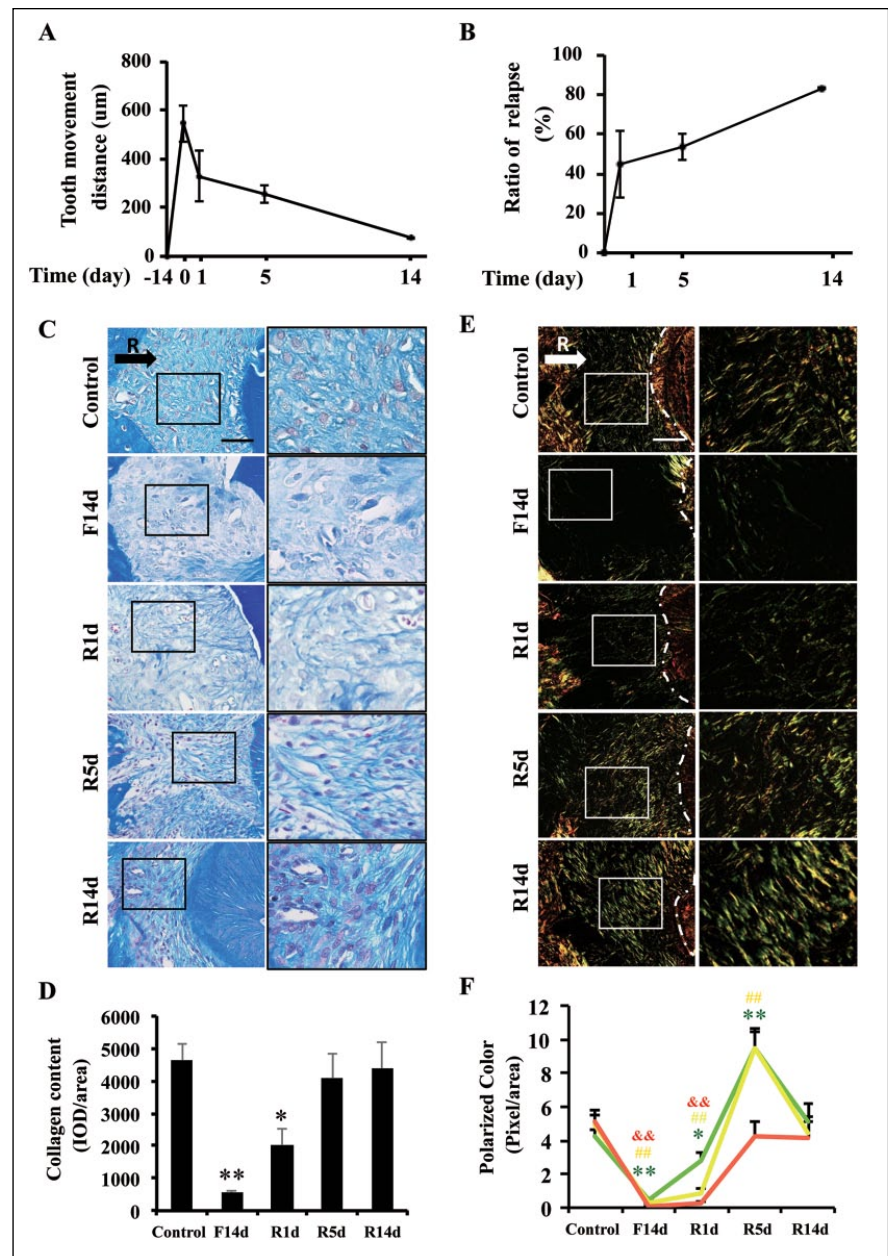 A
Tooth movement
distance (um)
800
600
400
200
0
Time (day) -14 0 1 5 14
B
Ratio of relapse
(%)
100
80
60
40
20
0
Time (day) 1 5 14
C
R
Control
F14d
R1d
R5d
R14d
E
R
Control
F14d
R1d
R5d
R14d
D
Collagen content
(IOD/area)
6000
5000
4000
3000
2000
1000
0
**
*
Control F14d R1d R5d R14d
F
Polarized Color
(Pixel/area)
12
10
8
6
4
2
0
&&
##
**
&&
##
*
##
**
Control F14d R1d R5d R14d